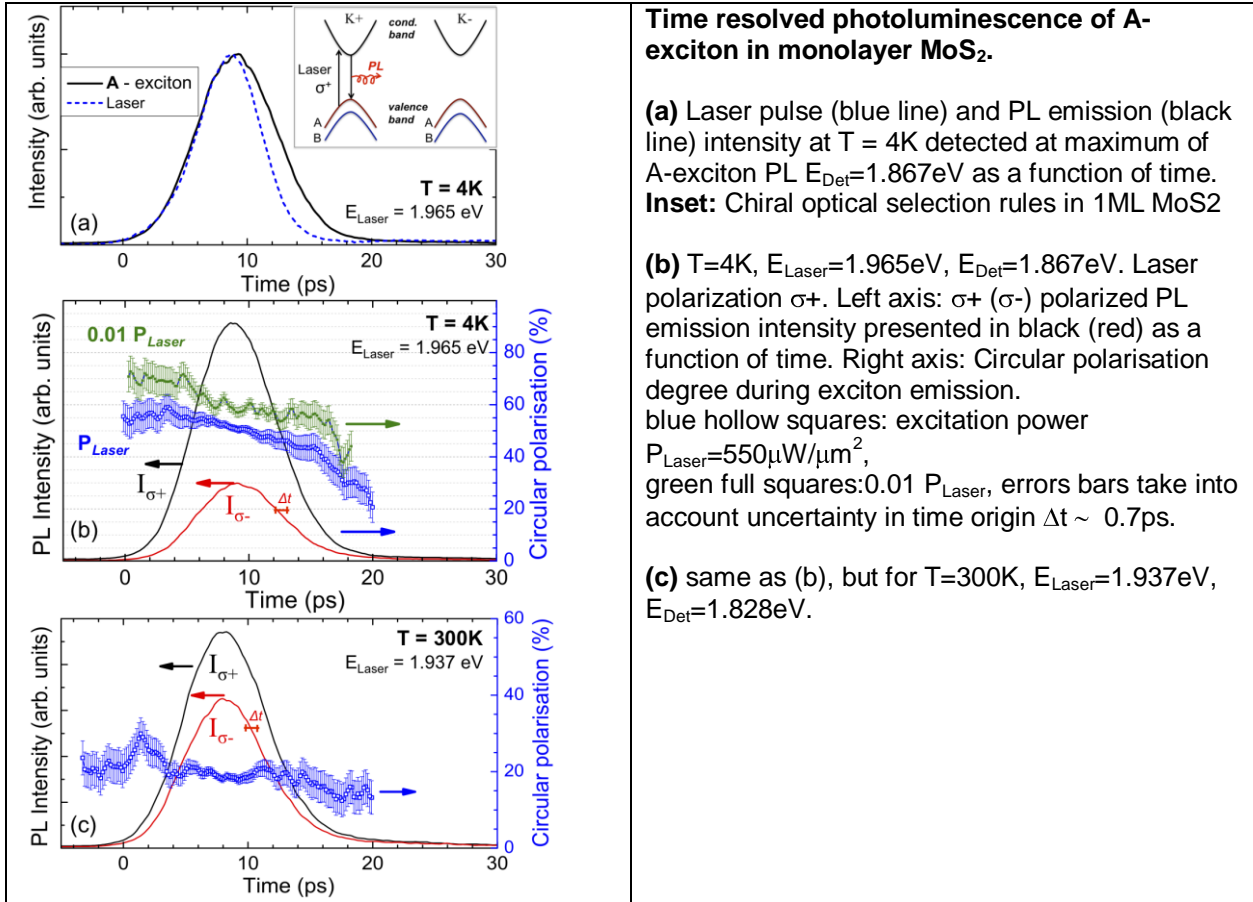 Intensity (arb. units)
A - exciton
Laser
K+
cond.
band
K-
Laser
σ+
PL
valence
band
A
B
A
B
T = 4K
E_Laser = 1.965 eV
(a)
0 10 20 30
Time (ps)
PL Intensity (arb. units)
0.01 P_Laser
T = 4K
E_Laser = 1.965 eV
P_Laser
I_σ+
I_σ-
Δt
(b)
80
60
40
20
0
Circular polarisation (%)
0 10 20 30
Time (ps)
PL Intensity (arb. units)
T = 300K
E_Laser = 1.937 eV
I_σ+
I_σ-
Δt
(c)
60
40
20
0
Circular polarisation (%)
0 10 20 30
Time (ps)
Time resolved photoluminescence of A-
exciton in monolayer MoS₂.
(a) Laser pulse (blue line) and PL emission (black
line) intensity at T = 4K detected at maximum of
A-exciton PL E_Det=1.867eV as a function of time.
Inset: Chiral optical selection rules in 1ML MoS2
(b) T=4K, E_Laser=1.965eV, E_Det=1.867eV. Laser
polarization σ+. Left axis: σ+ (σ-) polarized PL
emission intensity presented in black (red) as a
function of time. Right axis: Circular polarisation
degree during exciton emission.
blue hollow squares: excitation power
P_Laser=550μW/μm²,
green full squares:0.01 P_Laser, errors bars take into
account uncertainty in time origin Δt ~ 0.7ps.
(c) same as (b), but for T=300K, E_Laser=1.937eV,
E_Det=1.828eV.